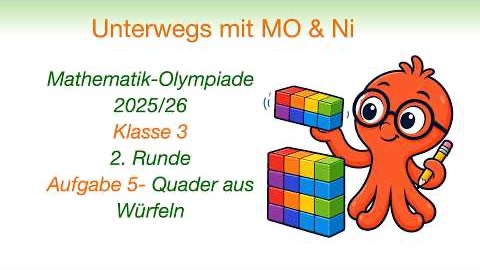 Unterwegs mit MO & Ni
Mathematik-Olympiade
2025/26
Klasse 3
2. Runde
Aufgabe 5- Quader aus
Würfeln